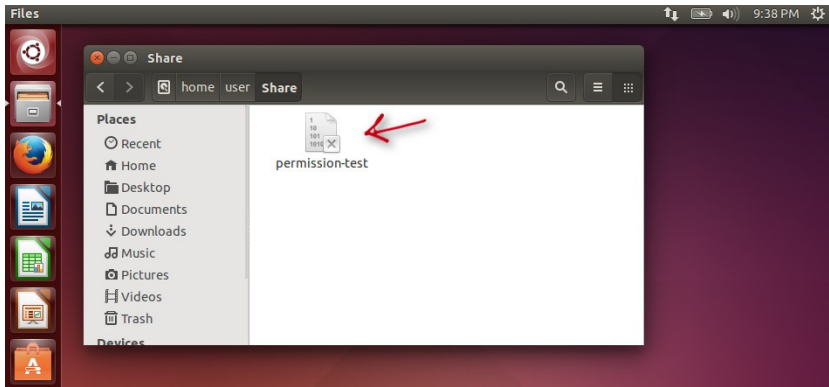 Files
9:38 PM
Share
home user Share
Places
Recent
Home
Desktop
Documents
Downloads
Music
Pictures
Videos
Trash
Devices
1
10
101
1010
permission-test
A